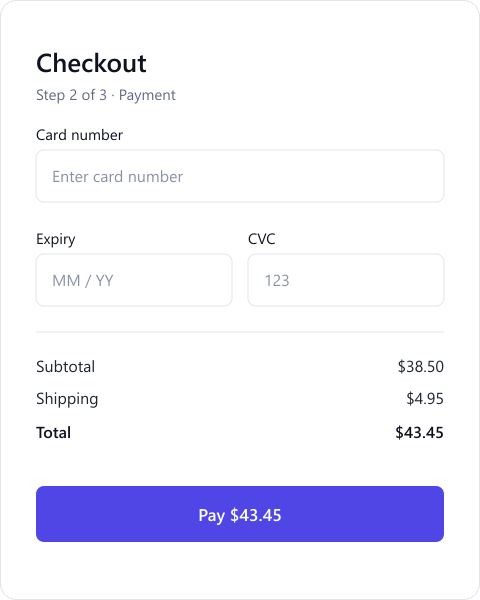 Checkout
Step 2 of 3 · Payment
Card number
Enter card number
Expiry CVC
MM / YY 123
Subtotal $38.50
Shipping $4.95
Total $43.45
Pay $43.45